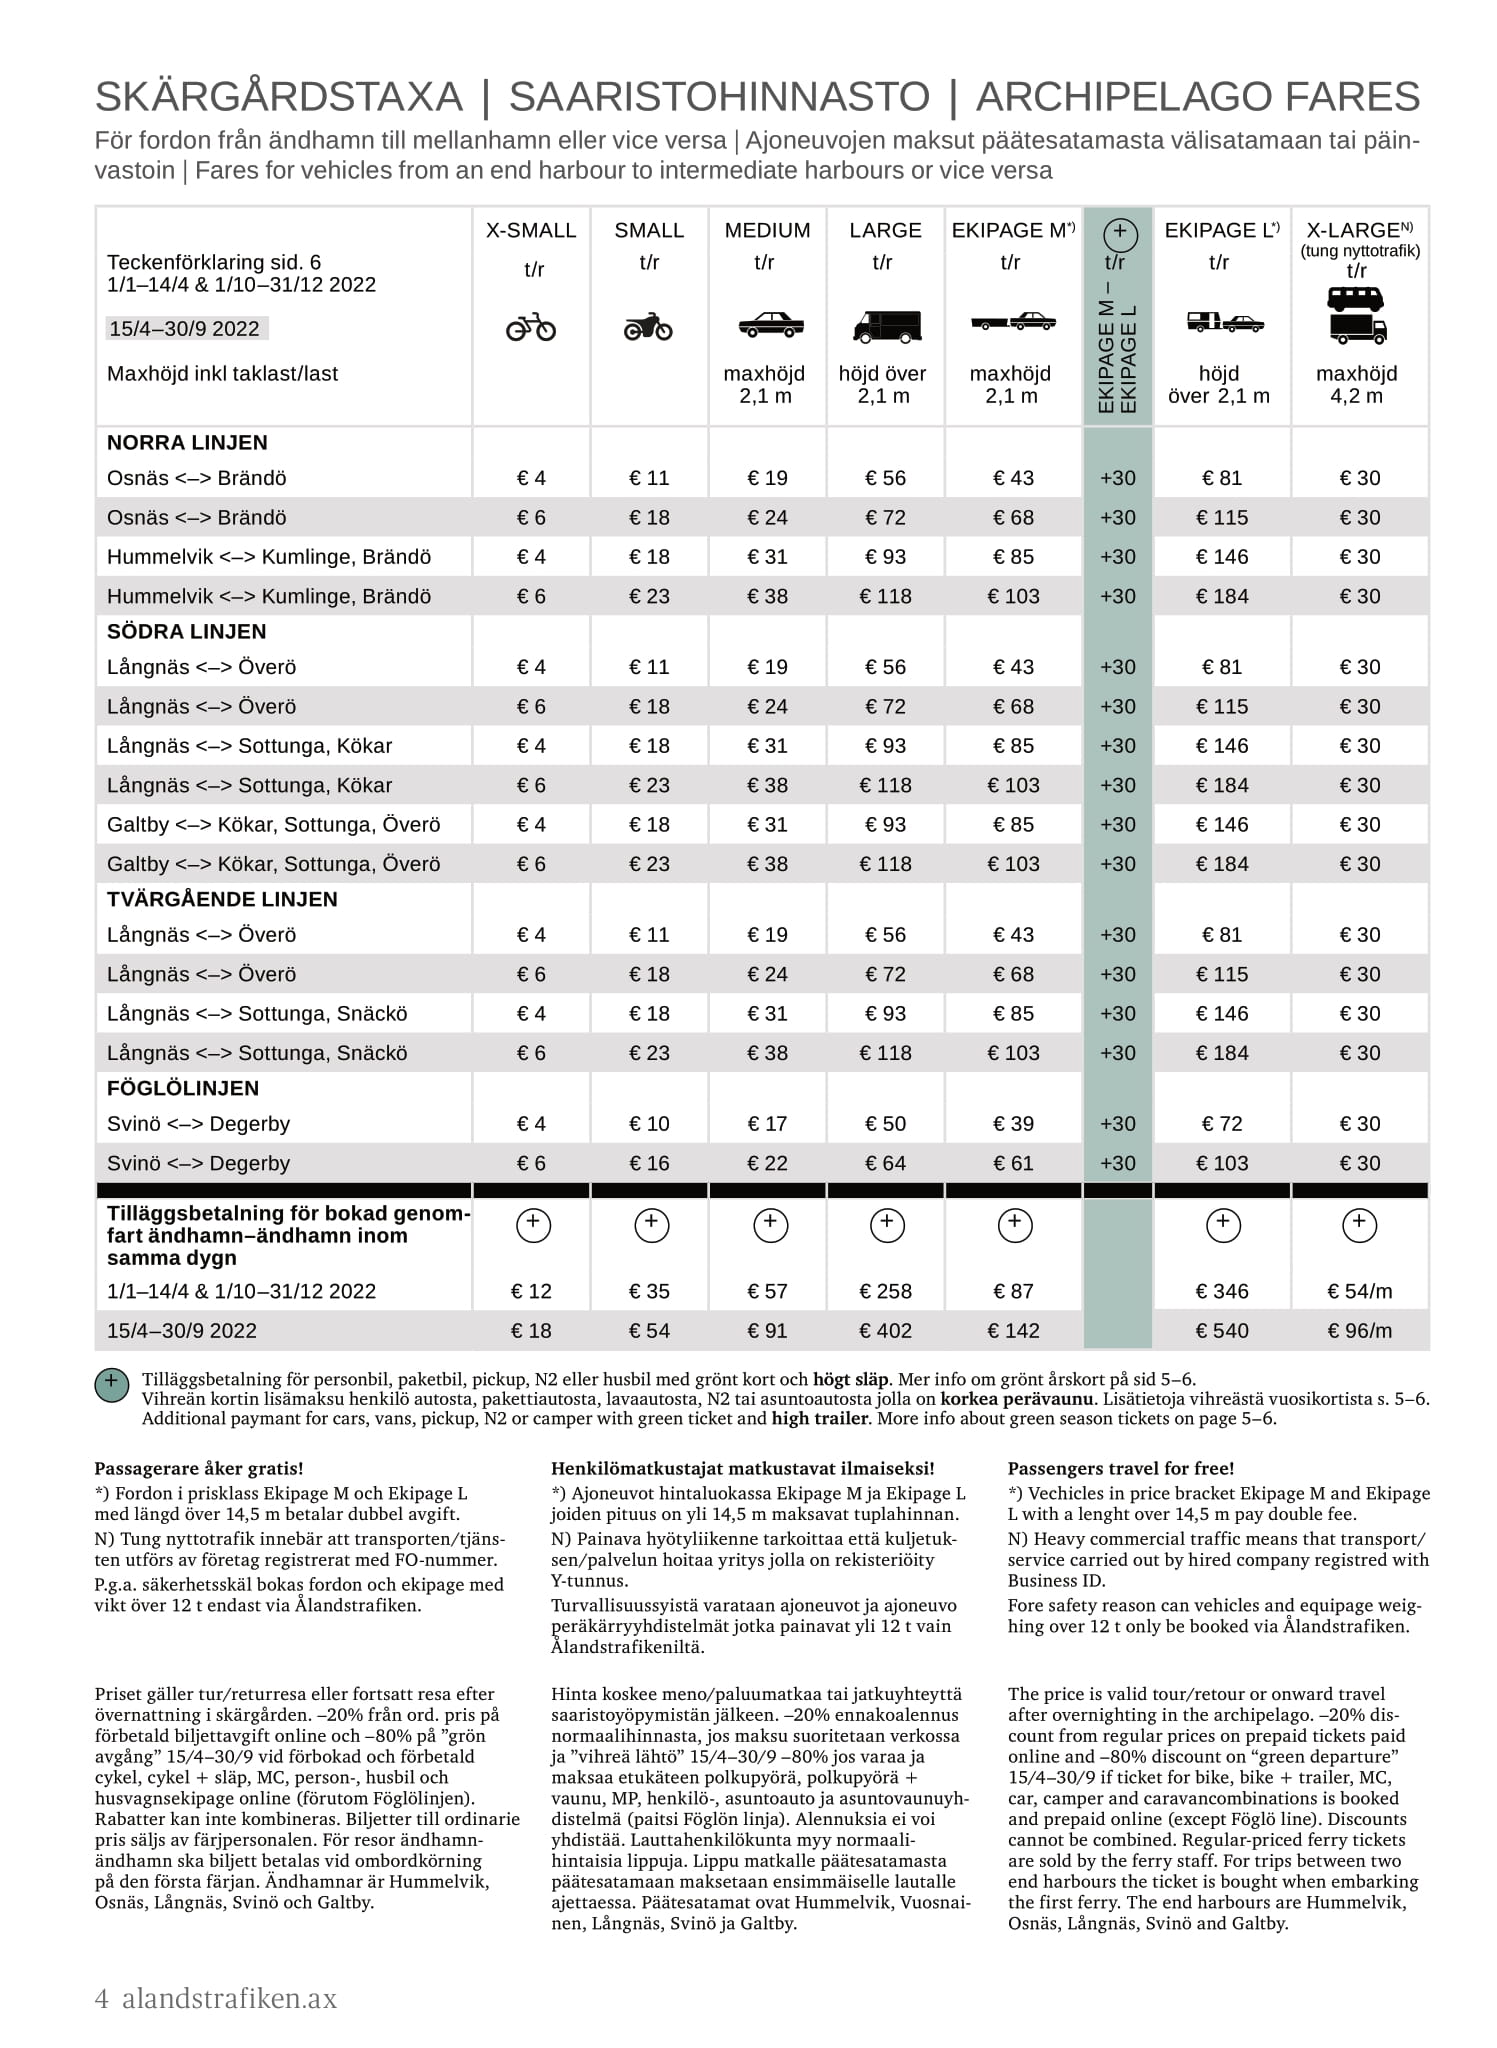 SKÄRGÅRDSTAXA | SAARISTOHINNASTO | ARCHIPELAGO FARES
För fordon från ändhamn till mellanhamn eller vice versa | Ajoneuvojen maksut päätesatamasta välisatamaan tai päin-
vastoin | Fares for vehicles from an end harbour to intermediate harbours or vice versa
X-SMALL SMALL MEDIUM LARGE EKIPAGE M*) + EKIPAGE L*) X-LARGEN)
(tung nyttotrafik)
Teckenförklaring sid. 6 t/r t/r t/r t/r t/r t/r t/r t/r
1/1–14/4 & 1/10–31/12 2022
15/4–30/9 2022
EKIPAGE M –
EKIPAGE L
Maxhöjd inkl taklast/last maxhöjd höjd över maxhöjd höjd maxhöjd
2,1 m 2,1 m 2,1 m över 2,1 m 4,2 m
NORRA LINJEN
Osnäs <–> Brändö € 4 € 11 € 19 € 56 € 43 +30 € 81 € 30
Osnäs <–> Brändö € 6 € 18 € 24 € 72 € 68 +30 € 115 € 30
Hummelvik <–> Kumlinge, Brändö € 4 € 18 € 31 € 93 € 85 +30 € 146 € 30
Hummelvik <–> Kumlinge, Brändö € 6 € 23 € 38 € 118 € 103 +30 € 184 € 30
SÖDRA LINJEN
Långnäs <–> Överö € 4 € 11 € 19 € 56 € 43 +30 € 81 € 30
Långnäs <–> Överö € 6 € 18 € 24 € 72 € 68 +30 € 115 € 30
Långnäs <–> Sottunga, Kökar € 4 € 18 € 31 € 93 € 85 +30 € 146 € 30
Långnäs <–> Sottunga, Kökar € 6 € 23 € 38 € 118 € 103 +30 € 184 € 30
Galtby <–> Kökar, Sottunga, Överö € 4 € 18 € 31 € 93 € 85 +30 € 146 € 30
Galtby <–> Kökar, Sottunga, Överö € 6 € 23 € 38 € 118 € 103 +30 € 184 € 30
TVÄRGÅENDE LINJEN
Långnäs <–> Överö € 4 € 11 € 19 € 56 € 43 +30 € 81 € 30
Långnäs <–> Överö € 6 € 18 € 24 € 72 € 68 +30 € 115 € 30
Långnäs <–> Sottunga, Snäckö € 4 € 18 € 31 € 93 € 85 +30 € 146 € 30
Långnäs <–> Sottunga, Snäckö € 6 € 23 € 38 € 118 € 103 +30 € 184 € 30
FÖGLÖLINJEN
Svinö <–> Degerby € 4 € 10 € 17 € 50 € 39 +30 € 72 € 30
Svinö <–> Degerby € 6 € 16 € 22 € 64 € 61 +30 € 103 € 30
Tilläggsbetalning för bokad genom- + + + + + + +
fart ändhamn–ändhamn inom
samma dygn
1/1–14/4 & 1/10–31/12 2022 € 12 € 35 € 57 € 258 € 87 € 346 € 54/m
15/4–30/9 2022 € 18 € 54 € 91 € 402 € 142 € 540 € 96/m
+ Tilläggsbetalning för personbil, paketbil, pickup, N2 eller husbil med grönt kort och högt släp. Mer info om grönt årskort på sid 5–6.
Vihreän kortin lisämaksu henkilö autosta, pakettiautosta, lavaautosta, N2 tai asuntoautosta jolla on korkea perävaunu. Lisätietoja vihreästä vuosikortista s. 5–6.
Additional paymant for cars, vans, pickup, N2 or camper with green ticket and high trailer. More info about green season tickets on page 5–6.
Passagerare åker gratis!
*) Fordon i prisklass Ekipage M och Ekipage L
med längd över 14,5 m betalar dubbel avgift.
N) Tung nyttotrafik innebär att transporten/tjäns-
ten utförs av företag registrerat med FO-nummer.
P.g.a. säkerhetsskäl bokas fordon och ekipage med
vikt över 12 t endast via Ålandstrafiken.
Henkilömatkustajat matkustavat ilmaiseksi!
*) Ajoneuvot hintaluokassa Ekipage M ja Ekipage L
joiden pituus on yli 14,5 m maksavat tuplahinnan.
N) Painava hyötyliikenne tarkoittaa että kuljetuk-
sen/palvelun hoitaa yritys jolla on rekisteriöity
Y-tunnus.
Turvallisuussyistä varataan ajoneuvot ja ajoneuvo
peräkärryyhdistelmät jotka painavat yli 12 t vain
Ålandstrafikeniltä.
Passengers travel for free!
*) Vechicles in price bracket Ekipage M and Ekipage
L with a lenght over 14,5 m pay double fee.
N) Heavy commercial traffic means that transport/
service carried out by hired company registred with
Business ID.
Fore safety reason can vehicles and equipage weig-
hing over 12 t only be booked via Ålandstrafiken.
Priset gäller tur/returresa eller fortsatt resa efter
övernattning i skärgården. –20% från ord. pris på
förbetald biljettavgift online och –80% på ”grön
avgång” 15/4–30/9 vid förbokad och förbetald
cykel, cykel + släp, MC, person-, husbil och
husvagnsekipage online (förutom Föglölinjen).
Rabatter kan inte kombineras. Biljetter till ordinarie
pris säljs av färjpersonalen. För resor ändhamn-
ändhamn ska biljett betalas vid ombordkörning
på den första färjan. Ändhamnar är Hummelvik,
Osnäs, Långnäs, Svinö och Galtby.
Hinta koskee meno/paluumatkaa tai jatkuyhteyttä
saaristoyöpymistän jälkeen. –20% ennakoalennus
normaalihinnasta, jos maksu suoritetaan verkossa
ja ”vihreä lähtö” 15/4–30/9 –80% jos varaa ja
maksaa etukäteen polkupyörä, polkupyörä +
vaunu, MP, henkilö-, asuntoauto ja asuntovaunuyh-
distelmä (paitsi Föglön linja). Alennuksia ei voi
yhdistää. Lauttahenkilökunta myy normaali-
hintaisia lippuja. Lippu matkalle päätesatamasta
päätesatamaan maksetaan ensimmäiselle lautalle
ajettaessa. Päätesatamat ovat Hummelvik, Vuosnai-
nen, Långnäs, Svinö ja Galtby.
The price is valid tour/retour or onward travel
after overnighting in the archipelago. –20% dis-
count from regular prices on prepaid tickets paid
online and –80% discount on “green departure”
15/4–30/9 if ticket for bike, bike + trailer, MC,
car, camper and caravancombinations is booked
and prepaid online (except Föglö line). Discounts
cannot be combined. Regular-priced ferry tickets
are sold by the ferry staff. For trips between two
end harbours the ticket is bought when embarking
the first ferry. The end harbours are Hummelvik,
Osnäs, Långnäs, Svinö and Galtby.
4 alandstrafiken.ax